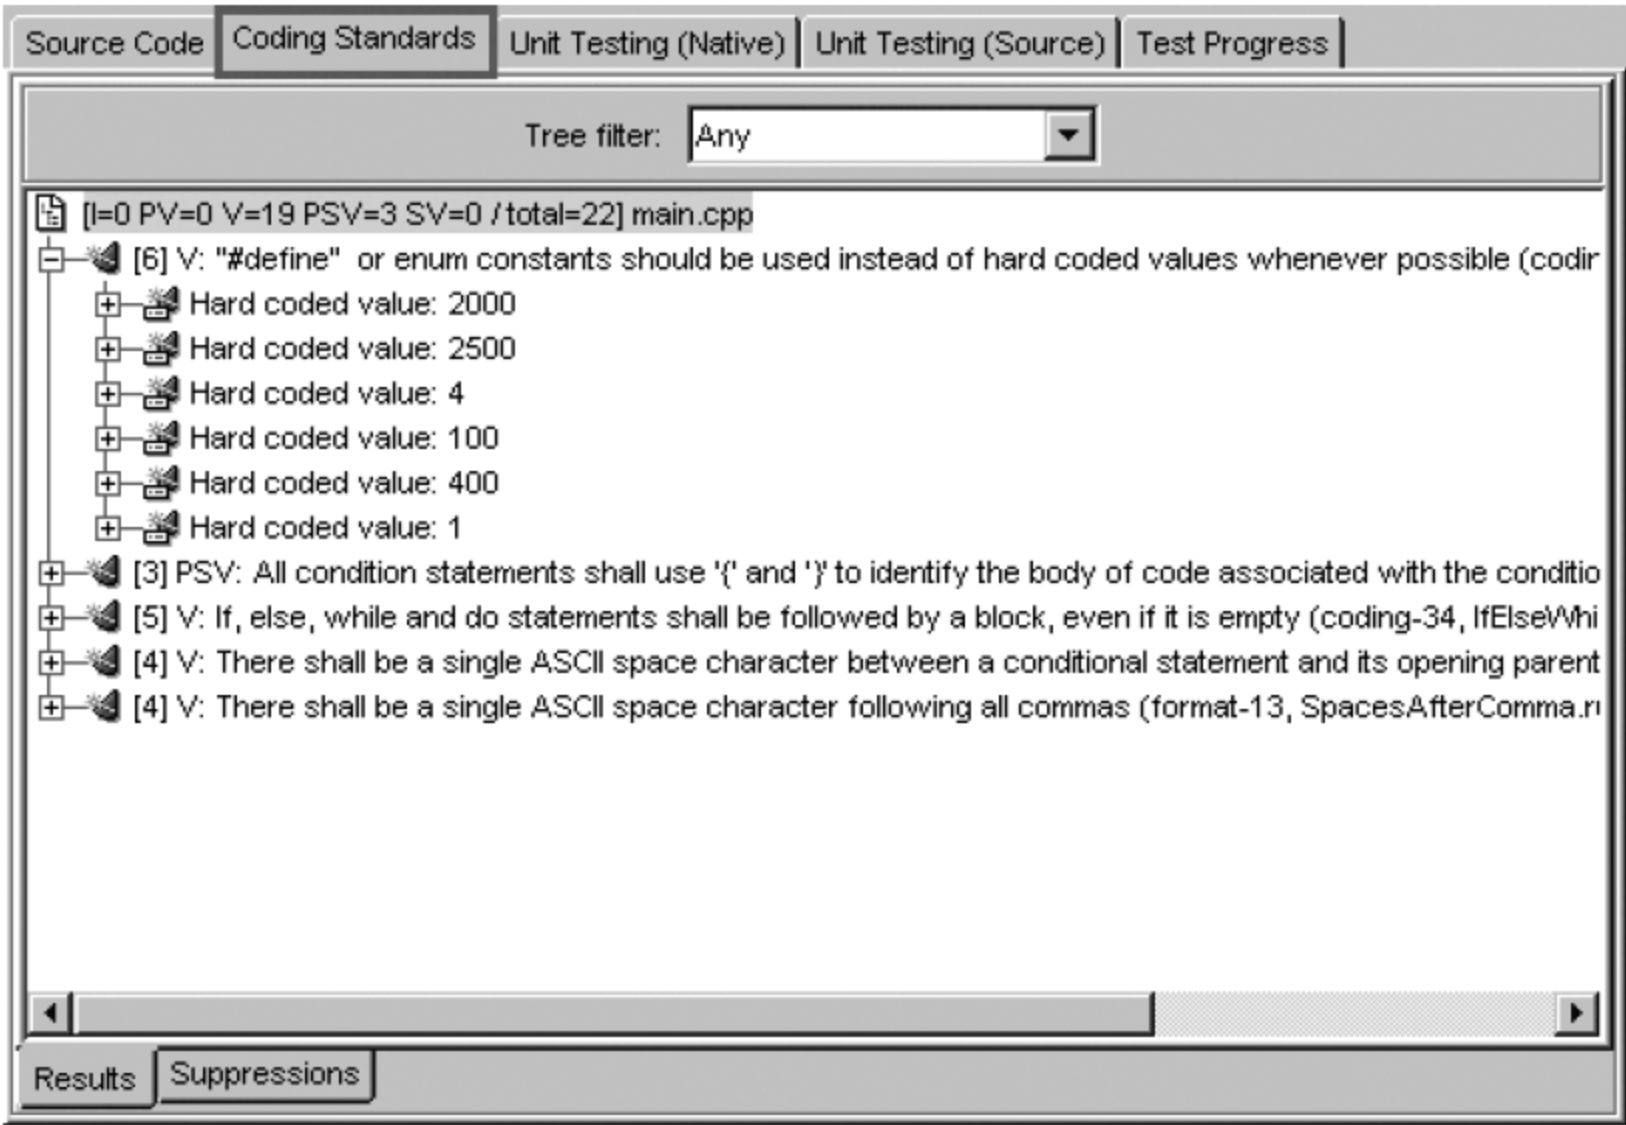 Source Code Coding Standards Unit Testing (Native) Unit Testing (Source) Test Progress
Tree filter: Any
[I=0 PV=0 V=19 PSV=3 SV=0 / total=22] main.cpp
[6] V: "#define" or enum constants should be used instead of hard coded values whenever possible (codin
Hard coded value: 2000
Hard coded value: 2500
Hard coded value: 4
Hard coded value: 100
Hard coded value: 400
Hard coded value: 1
[3] PSV: All condition statements shall use '{' and '}' to identify the body of code associated with the conditio
[5] V: If, else, while and do statements shall be followed by a block, even if it is empty (coding-34, IfElseWhi
[4] V: There shall be a single ASCII space character between a conditional statement and its opening parent
[4] V: There shall be a single ASCII space character following all commas (format-13, SpacesAfterComma.ru
Results Suppressions